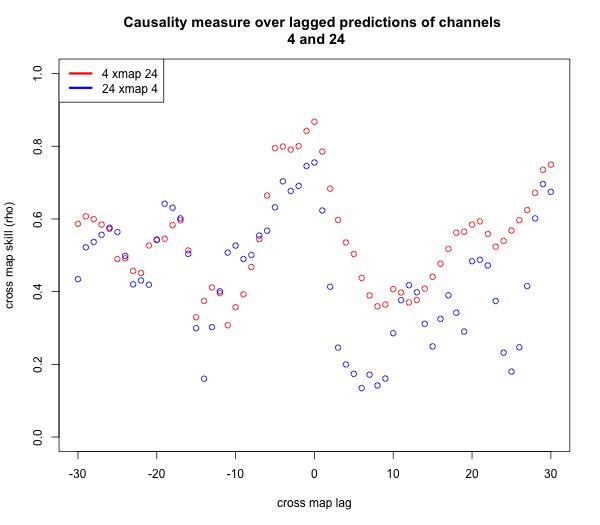 Causality measure over lagged predictions of channels
4 and 24
4 xmap 24
24 xmap 4
cross map skill (rho)
1.0
0.8
0.6
0.4
0.2
0.0
-30 -20 -10 0 10 20 30
cross map lag